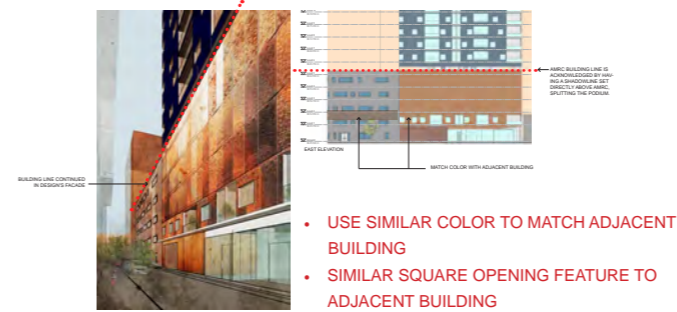 BUILDING LINE CONTINUED
IN DESIGN'S FACADE
AMRC BUILDING LINE IS
ACKNOWLEDGED BY HAV-
ING A SHADOWLINE SET
DIRECTLY ABOVE AMRC,
SPLITTING THE PODIUM.
EAST ELEVATION
MATCH COLOR WITH ADJACENT BUILDING
• USE SIMILAR COLOR TO MATCH ADJACENT
BUILDING
• SIMILAR SQUARE OPENING FEATURE TO
ADJACENT BUILDING